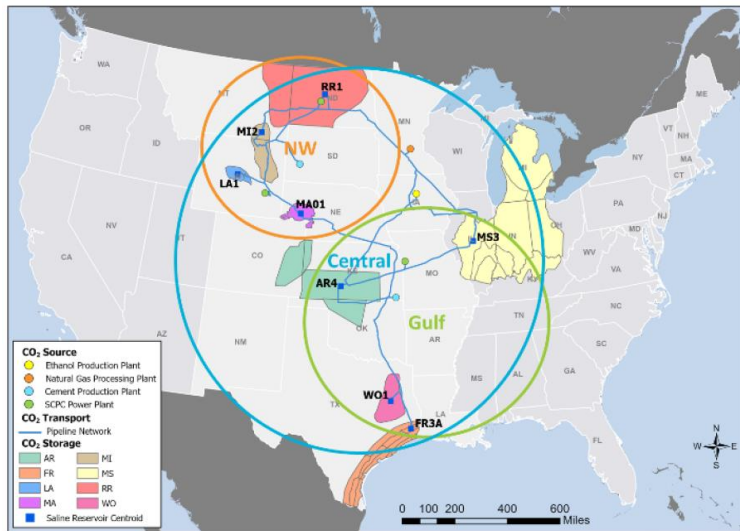 WA
MT
ND
RR1
MN
ME
OR
ID
MI2
NW
SD
WI
MI
VT
NH
NY
MA
CT
RI
LA1
MA01
NE
IA
PA
NJ
NV
UT
CO
Central
MS3
IN
OH
MD
DE
WV
VA
CA
KS
AR4
MO
KY
NC
AZ
NM
OK
Gulf
AR
TN
SC
MS
AL
GA
TX
WO1
LA
FR3A
FL
CO₂ Source
Ethanol Production Plant
Natural Gas Processing Plant
Cement Production Plant
SCPC Power Plant
CO₂ Transport
Pipeline Network
CO₂ Storage
AR MI
FR MS
LA RR
MA WO
Saline Reservoir Centroid
N
W E
S
0 100 200 400 600
Miles